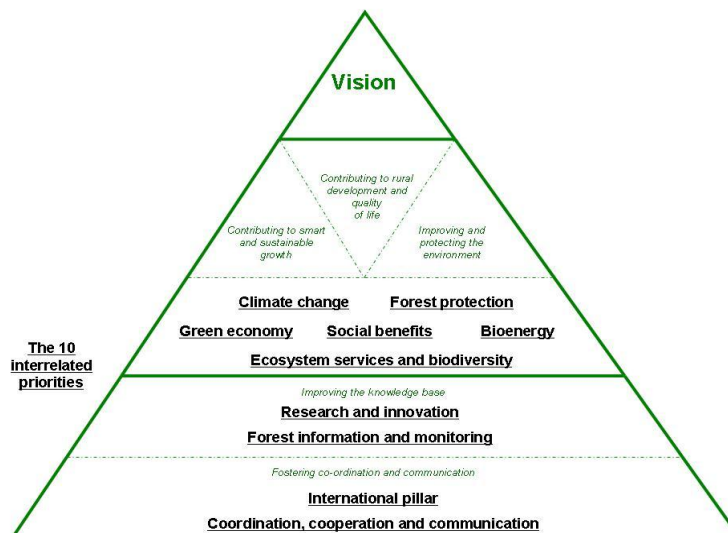 Vision
Contributing to rural
development and
quality
of life
Contributing to smart
and sustainable
growth
Improving and
protecting the
environment
Climate change
Forest protection
Green economy
Social benefits
Bioenergy
Ecosystem services and biodiversity
The 10
interrelated
priorities
Improving the knowledge base
Research and innovation
Forest information and monitoring
Fostering co-ordination and communication
International pillar
Coordination, cooperation and communication